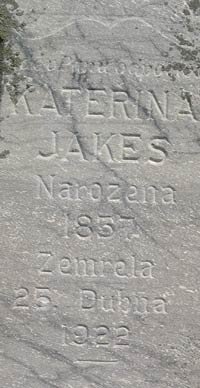 KATERINA
JAKES
Narozena
1857
Zemrela
25. Dubna
1922